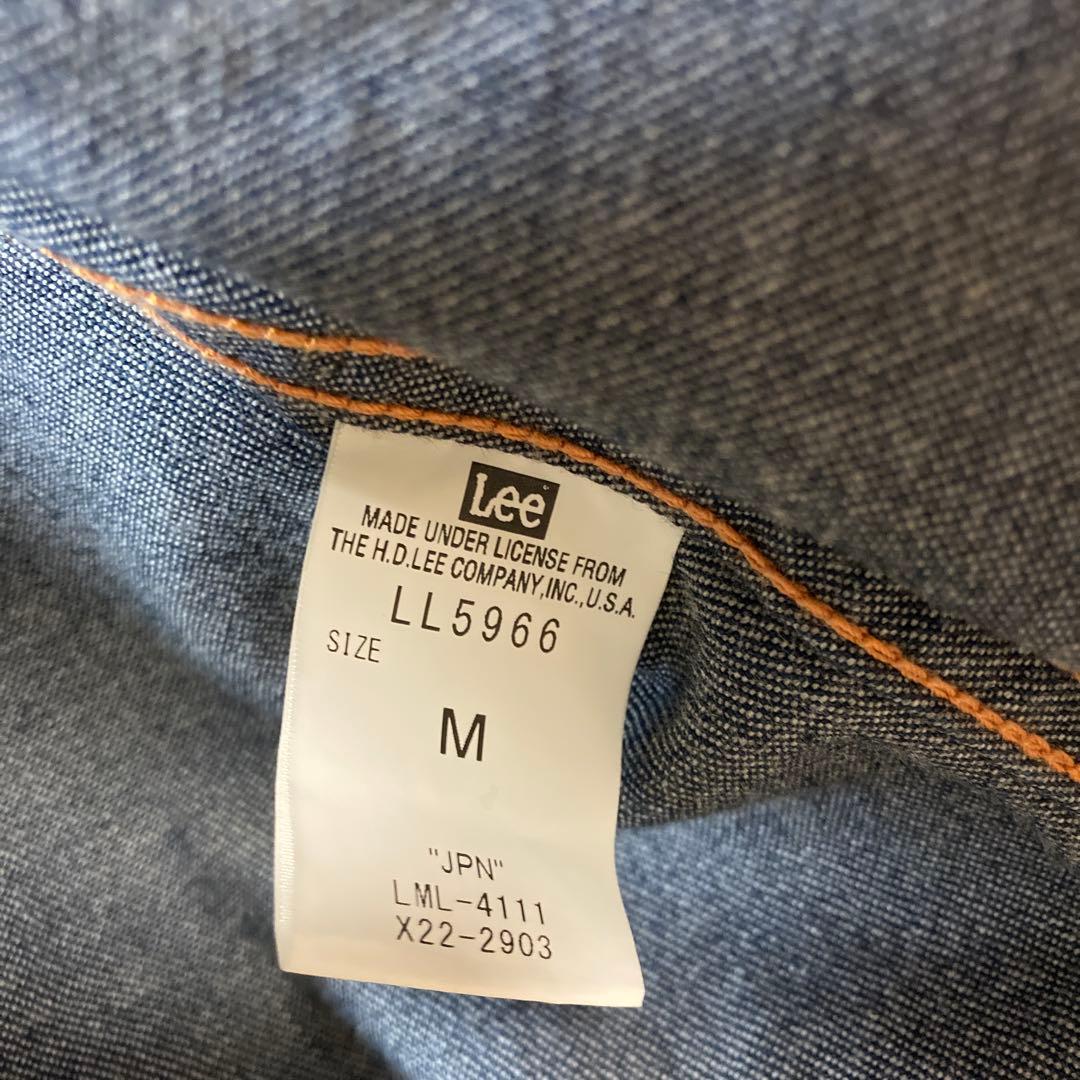 Lee
MADE UNDER LICENSE FROM
THE H.D.LEE COMPANY,INC.,U.S.A.
LL5966
SIZE
M
"JPN"
LML-4111
X22-2903